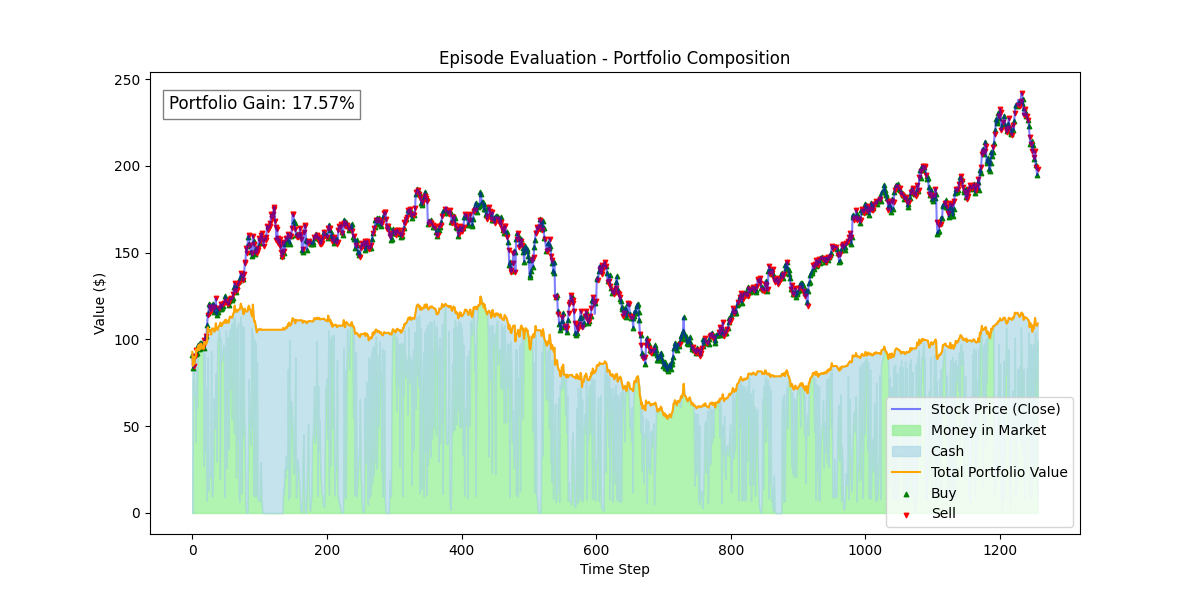 Episode Evaluation - Portfolio Composition
Portfolio Gain: 17.57%
Value ($)
250
200
150
100
50
0
Stock Price (Close)
Money in Market
Cash
Total Portfolio Value
Buy
Sell
0 200 400 600 800 1000 1200
Time Step